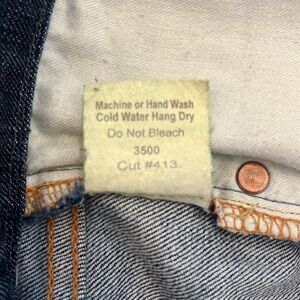 Machine or Hand Wash
Cold Water Hang Dry
Do Not Bleach
3500
Cut #413